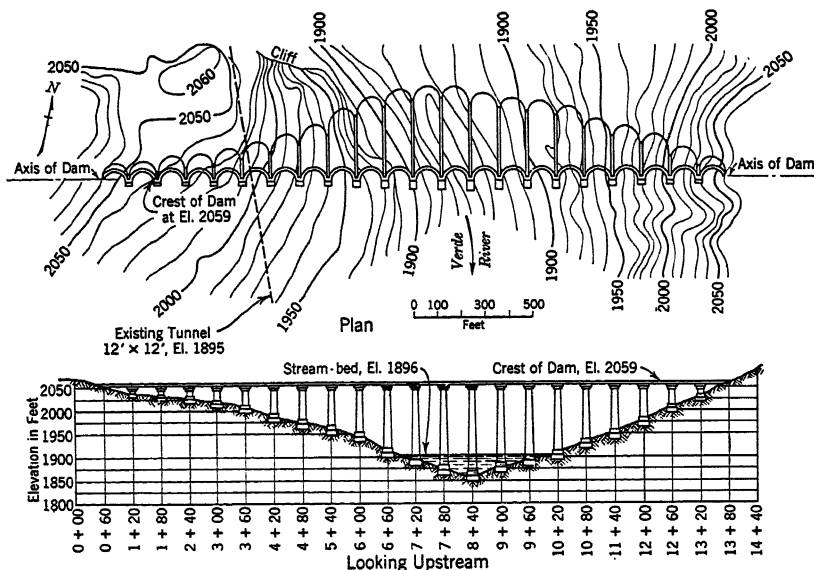 1900
1950
2000
2050
2060
Cliff
2050
N
2050
Axis of Dam
Axis of Dam
Crest of Dam
at El. 2059
2050
2000
1950
1900
Verde
River
1900
1950
2000
2050
Existing Tunnel
12' × 12', El. 1895
Plan
0 100 300 500
Feet
Stream-bed, El. 1896
Crest of Dam, El. 2059
Elevation in Feet
2050
2000
1950
1900
1850
1800
0 + 00
0 + 60
1 + 20
1 + 80
2 + 40
3 + 00
3 + 60
4 + 20
4 + 80
5 + 40
6 + 00
6 + 60
7 + 20
7 + 80
8 + 40
9 + 00
9 + 60
10 + 20
10 + 80
11 + 40
12 + 00
12 + 60
13 + 20
13 + 80
14 + 40
Looking Upstream